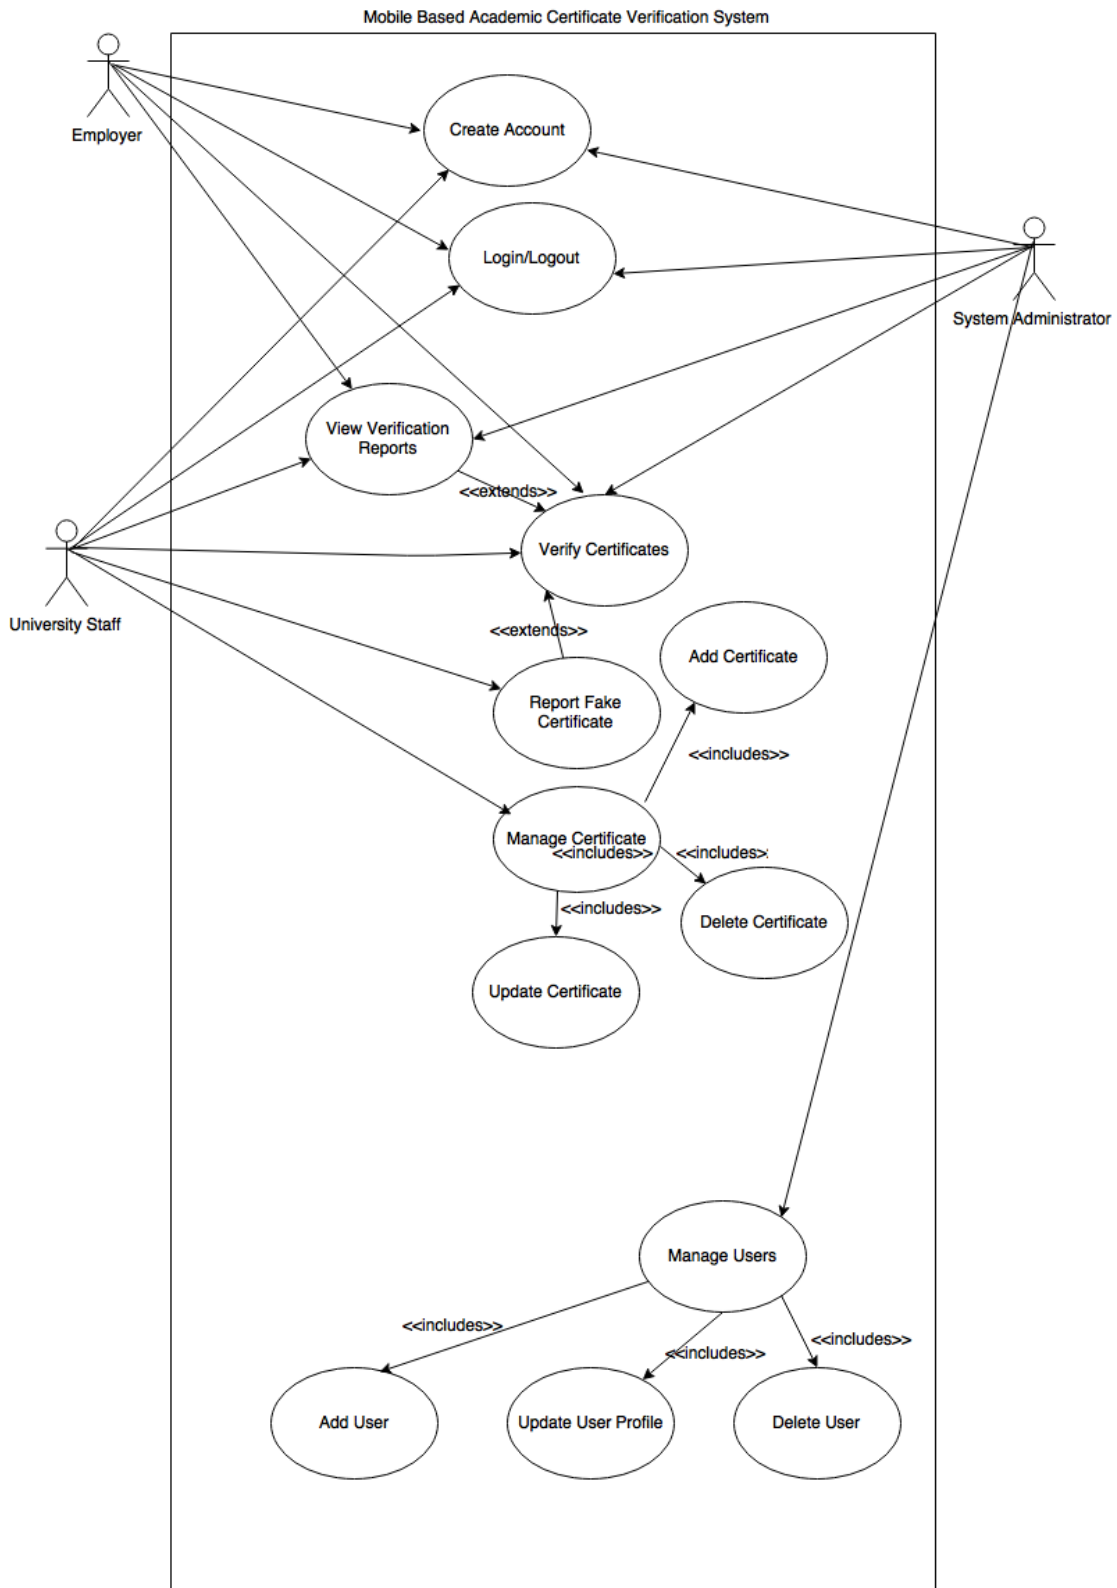 Mobile Based Academic Certificate Verification System
Employer
Create Account
Login/Logout
System Administrator
View Verification
Reports
<<extends>>
Verify Certificates
University Staff
<<extends>>
Add Certificate
Report Fake
Certificate
<<includes>>
Manage Certificate
<<includes>>
<<includes>
<<includes>>
Delete Certificate
Update Certificate
Manage Users
<<includes>>
<<includes>>
<<includes>>
Add User
Update User Profile
Delete User